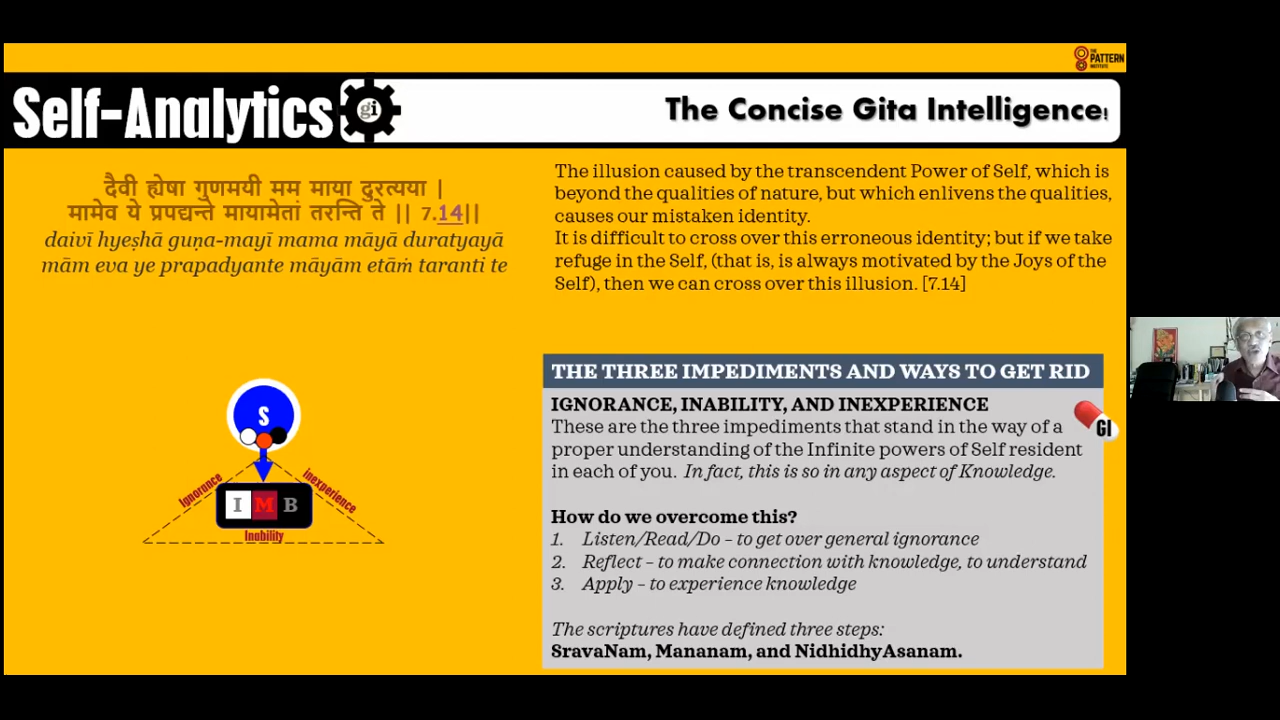 THE
PATTERN
INSTITUTE
Self-Analytics
gi
The Concise Gita Intelligence!
दैवी ह्येषा गुणमयी मम माया दुरत्यया |
मामेव ये प्रपद्यन्ते मायामेतां तरन्ति ते || 7.14||
daivī hyeṣhā guṇa-mayī mama māyā duratyayā
mām eva ye prapadyante māyām etāṁ taranti te
The illusion caused by the transcendent Power of Self, which is
beyond the qualities of nature, but which enlivens the qualities,
causes our mistaken identity.
It is difficult to cross over this erroneous identity; but if we take
refuge in the Self, (that is, is always motivated by the Joys of the
Self), then we can cross over this illusion. [7.14]
S
Ignorance
inexperience
I M B
Inability
THE THREE IMPEDIMENTS AND WAYS TO GET RID
IGNORANCE, INABILITY, AND INEXPERIENCE
GI
These are the three impediments that stand in the way of a
proper understanding of the Infinite powers of Self resident
in each of you. In fact, this is so in any aspect of Knowledge.
How do we overcome this?
1. Listen/Read/Do – to get over general ignorance
2. Reflect – to make connection with knowledge, to understand
3. Apply – to experience knowledge
The scriptures have defined three steps:
SravaNam, Mananam, and NidhidhyAsanam.